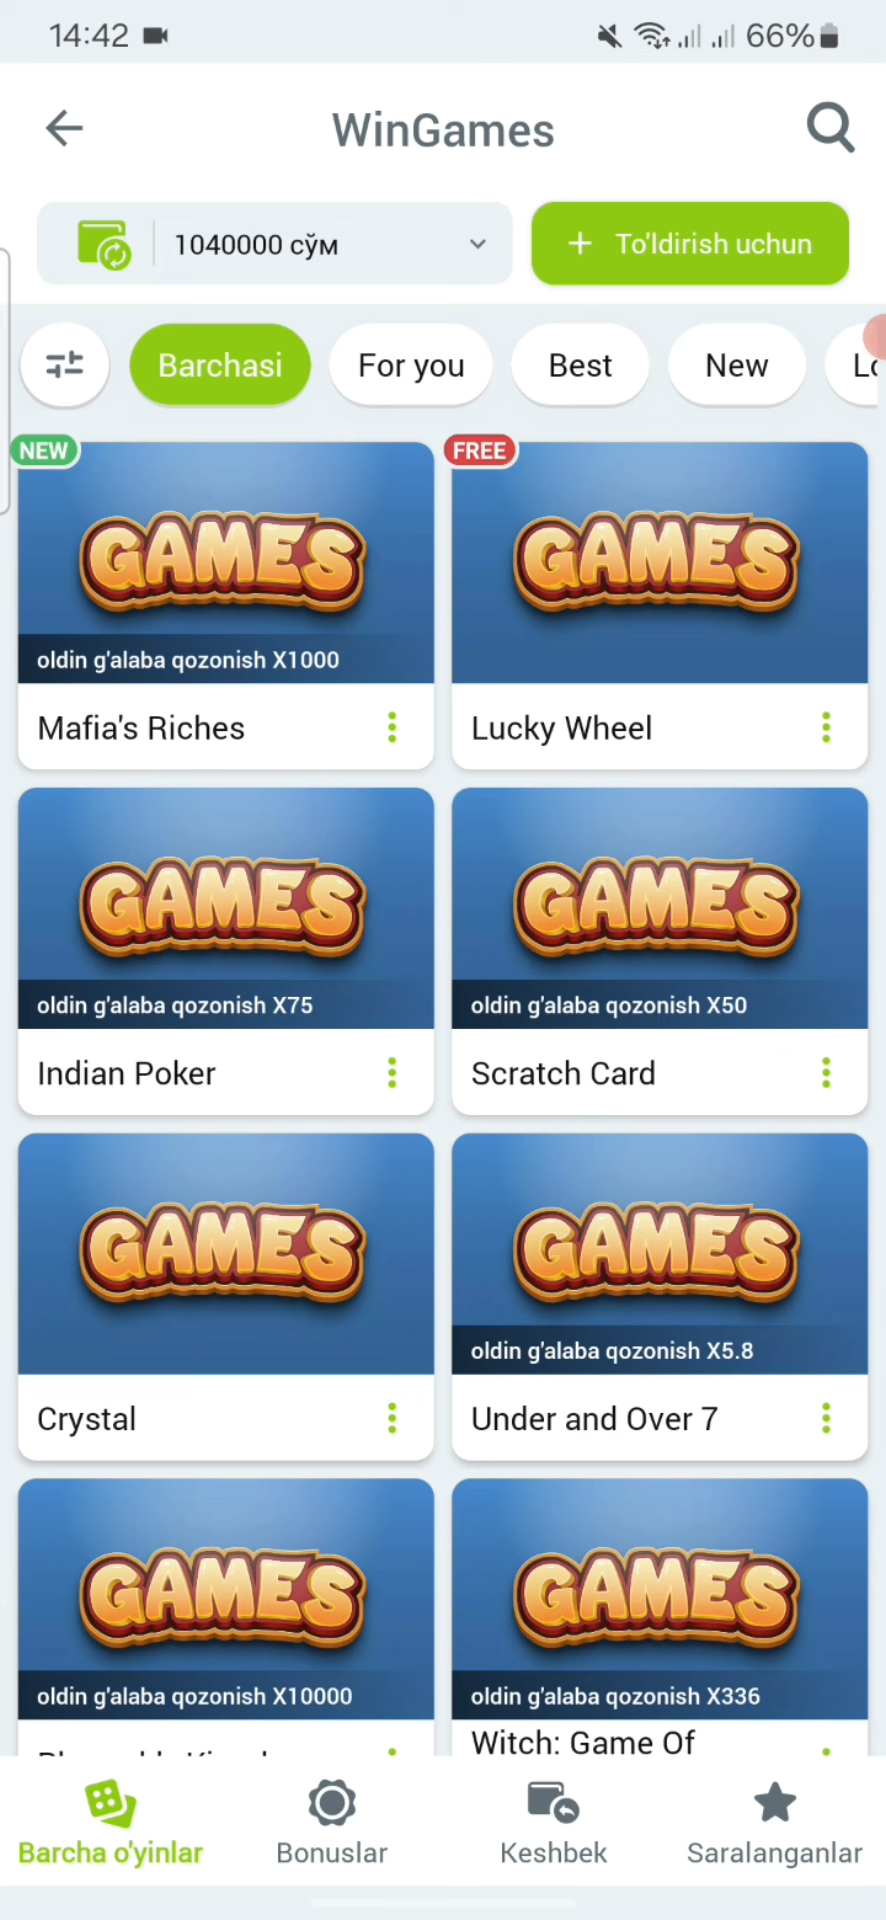 14:42
66%
WinGames
1040000 сўм
+ To'ldirish uchun
Barchasi
For you
Best
New
NEW
FREE
GAMES
GAMES
oldin g'alaba qozonish X1000
Mafia's Riches
Lucky Wheel
GAMES
GAMES
oldin g'alaba qozonish X75
oldin g'alaba qozonish X50
Indian Poker
Scratch Card
GAMES
GAMES
oldin g'alaba qozonish X5.8
Crystal
Under and Over 7
GAMES
GAMES
oldin g'alaba qozonish X10000
oldin g'alaba qozonish X336
Witch: Game Of
Barcha o'yinlar
Bonuslar
Keshbek
Saralanganlar